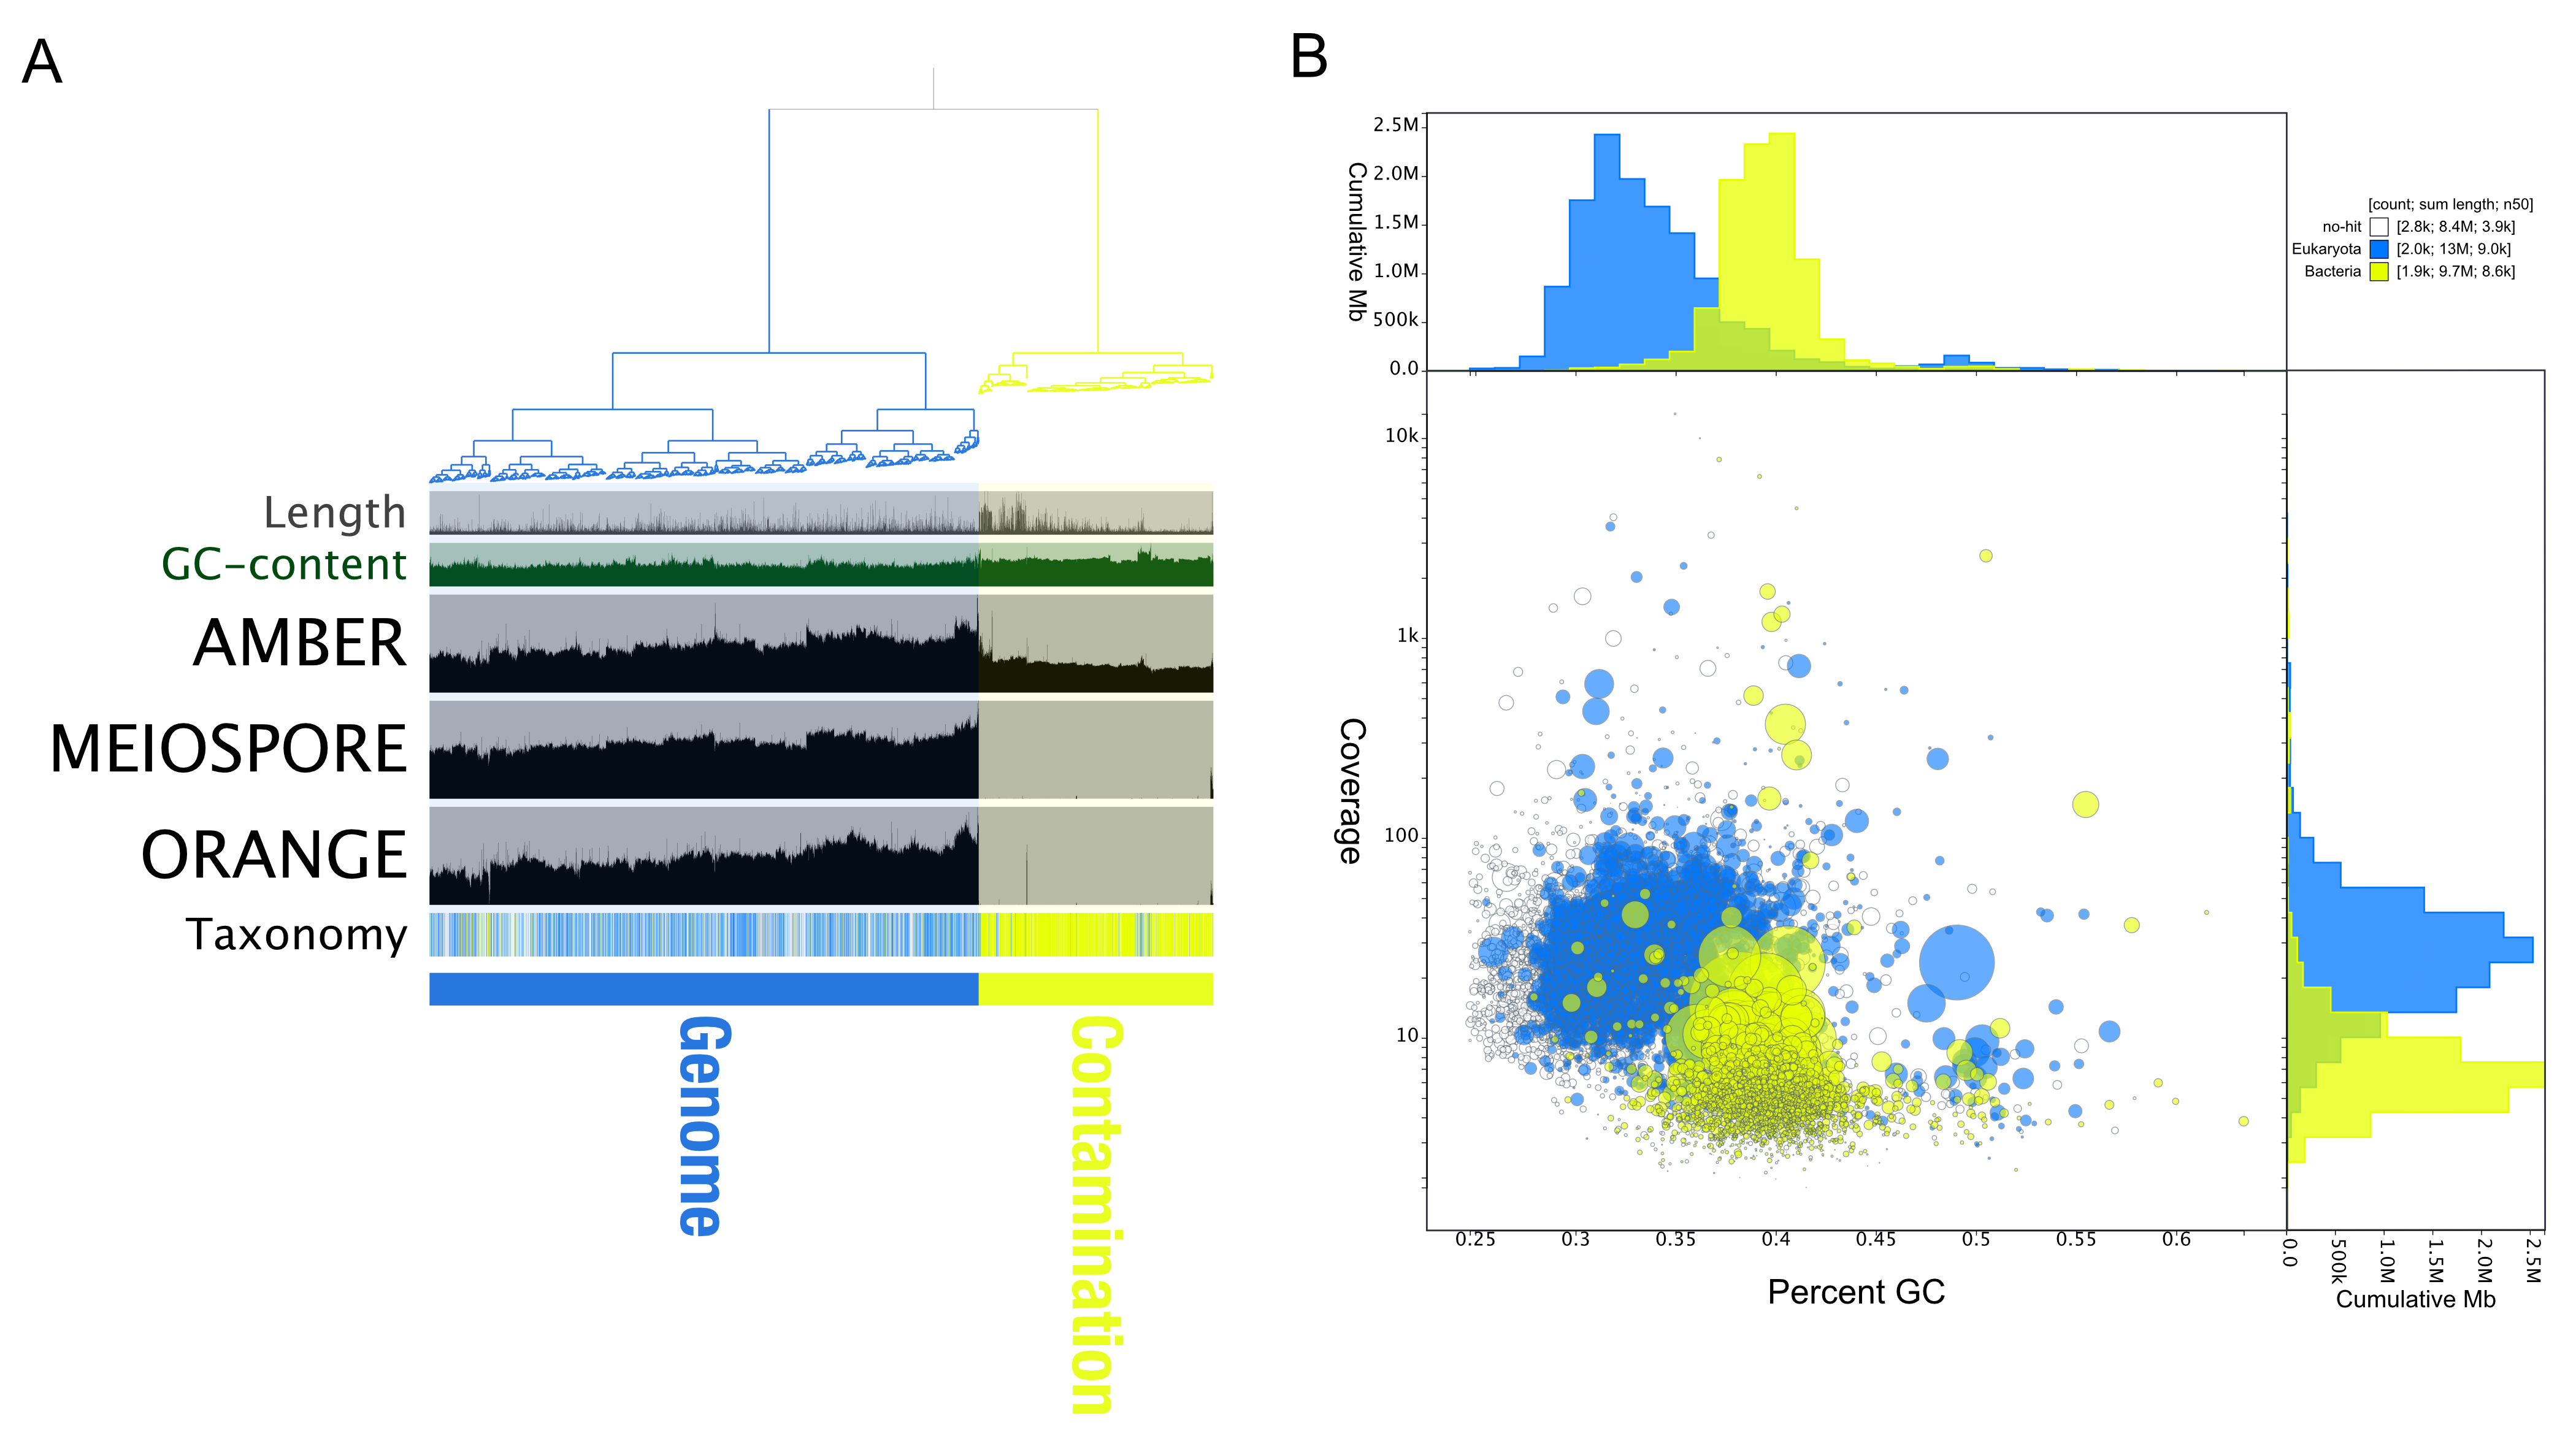 A
Length
GC-content
AMBER
MEIOSPORE
ORANGE
Taxonomy
Genome
Contamination
B
Cumulative Mb
2.5M
2.0M
1.5M
1.0M
500k
0.0
[count; sum length; n50]
no-hit [2.8k; 8.4M; 3.9k]
Eukaryota [2.0k; 13M; 9.0k]
Bacteria [1.9k; 9.7M; 8.6k]
Coverage
10k
1k
100
10
0.25 0.3 0.35 0.4 0.45 0.5 0.55 0.6
Percent GC
0.0 500k 1.0M 1.5M 2.0M 2.5M
Cumulative Mb